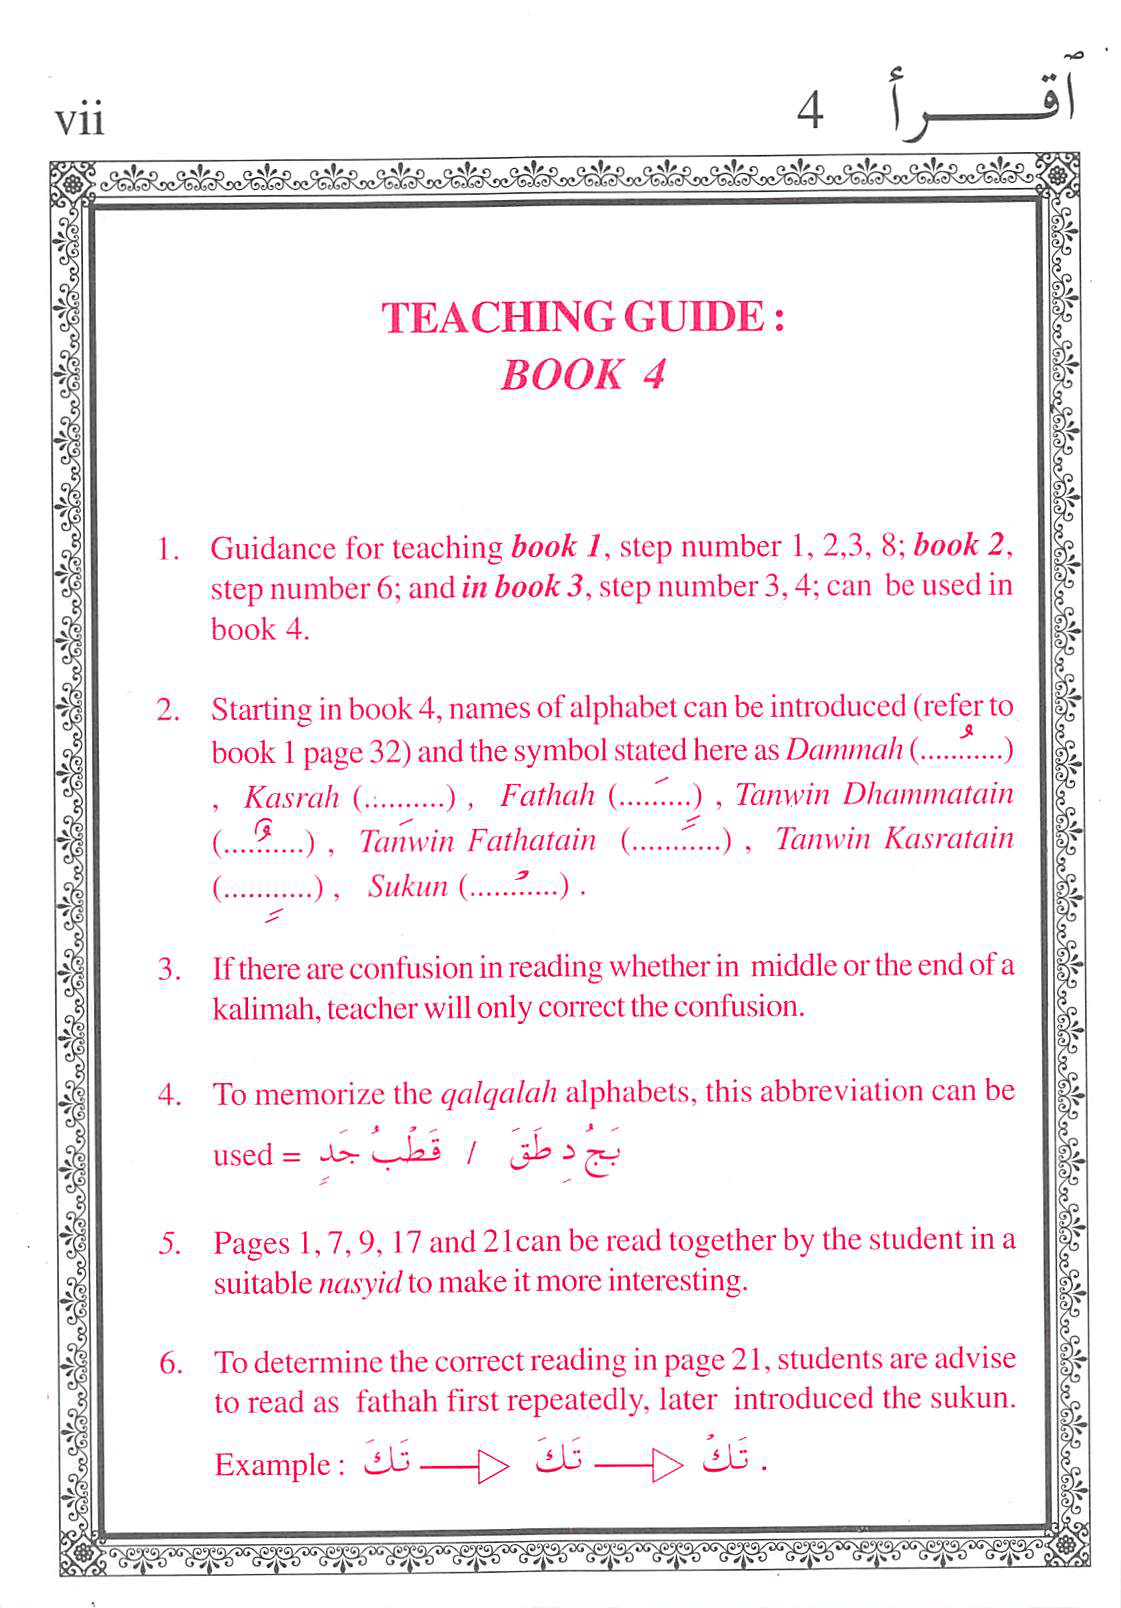 vii 4 ٱقـــرأ
TEACHING GUIDE :
BOOK 4
1. Guidance for teaching book 1, step number 1, 2,3, 8; book 2,
step number 6; and in book 3, step number 3, 4; can be used in
book 4.
2. Starting in book 4, names of alphabet can be introduced (refer to
book 1 page 32) and the symbol stated here as Dammah (.....ُ......)
, Kasrah (..........) , Fathah (.....َ....) , Tanwin Dhammatain
(.....ٌ.....) , Tanwin Fathatain (.....ً......) , Tanwin Kasratain
(.....ٍ......) , Sukun (.....ْ......) .
3. If there are confusion in reading whether in middle or the end of a
kalimah, teacher will only correct the confusion.
4. To memorize the qalqalah alphabets, this abbreviation can be
used = قَطْبُ جَدٍ / بَجُ دِ طَقَ
5. Pages 1, 7, 9, 17 and 21can be read together by the student in a
suitable nasyid to make it more interesting.
6. To determine the correct reading in page 21, students are advise
to read as fathah first repeatedly, later introduced the sukun.
Example : تَكَ → تَكَ → تَكْ .